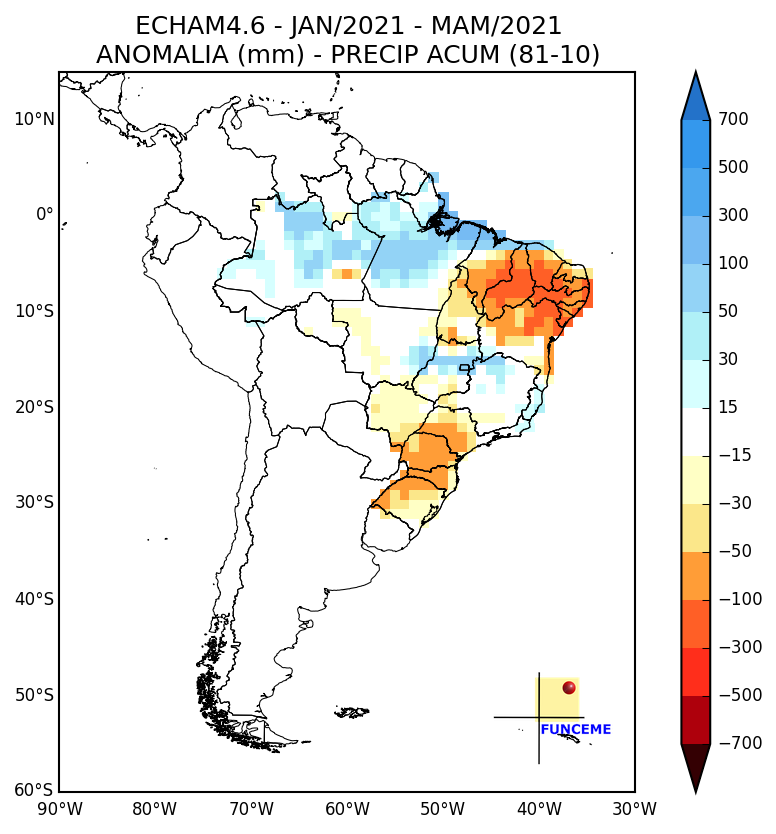 ECHAM4.6 - JAN/2021 - MAM/2021
ANOMALIA (mm) - PRECIP ACUM (81-10)
10°N
0°
10°S
20°S
30°S
40°S
50°S
60°S
90°W 80°W 70°W 60°W 50°W 40°W 30°W
700
500
300
100
50
30
15
−15
−30
−50
−100
−300
−500
−700
FUNCEME